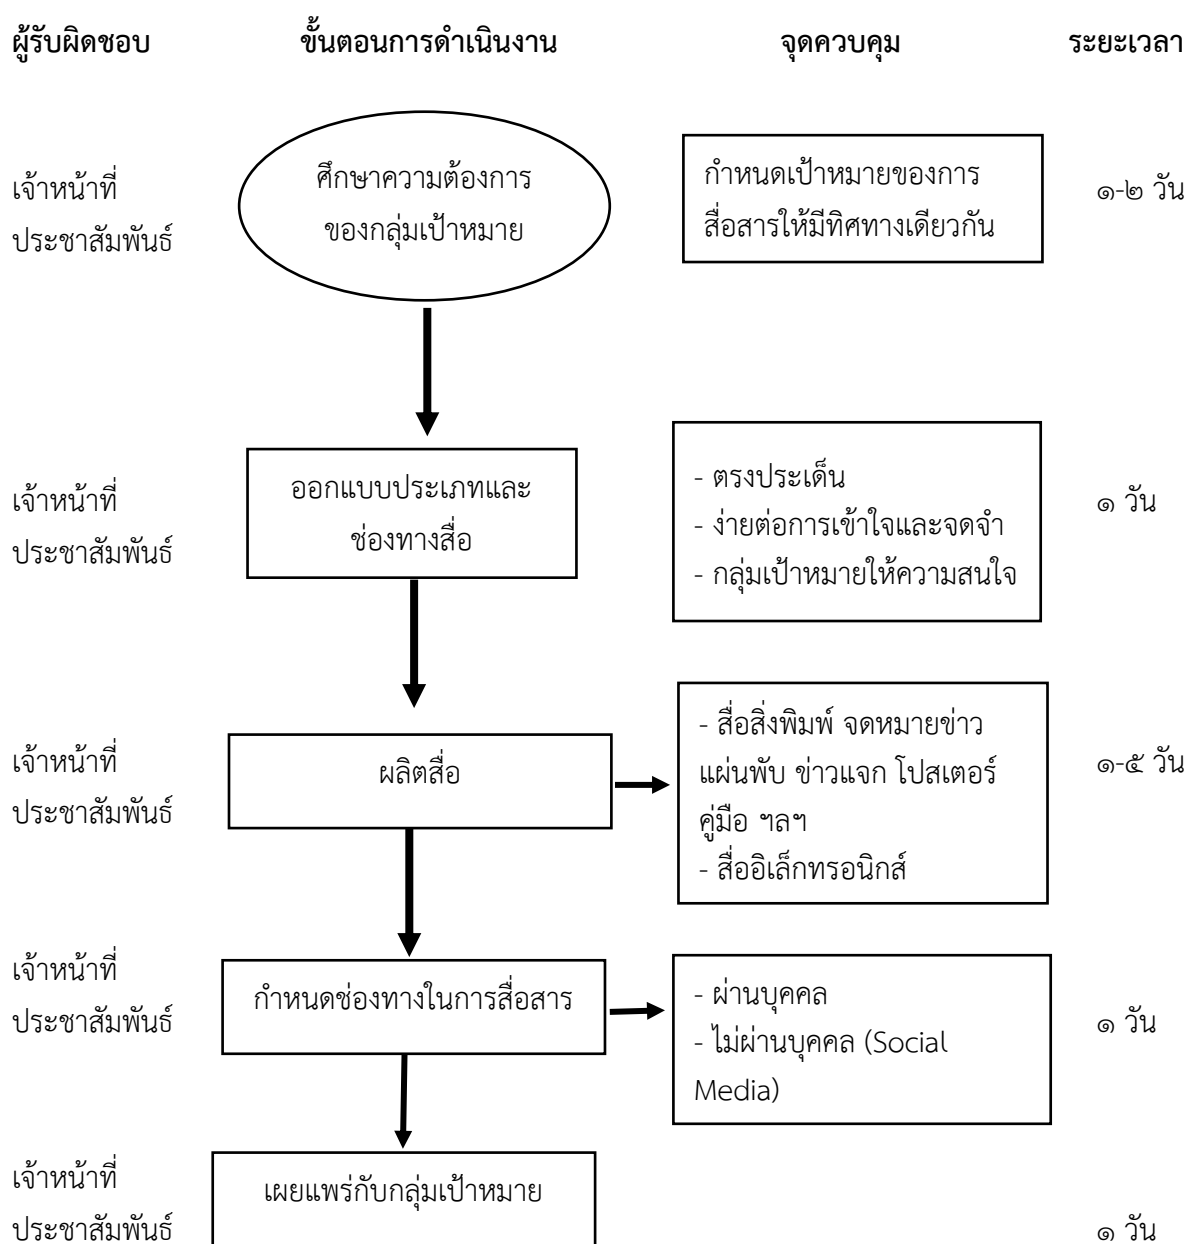 ผู้รับผิดชอบ ขั้นตอนการดำเนินงาน จุดควบคุม ระยะเวลา
เจ้าหน้าที่
ประชาสัมพันธ์
ศึกษาความต้องการ
ของกลุ่มเป้าหมาย
กำหนดเป้าหมายของการ
สื่อสารให้มีทิศทางเดียวกัน
๑-๒ วัน
เจ้าหน้าที่
ประชาสัมพันธ์
ออกแบบประเภทและ
ช่องทางสื่อ
- ตรงประเด็น
- ง่ายต่อการเข้าใจและจดจำ
- กลุ่มเป้าหมายให้ความสนใจ
๑ วัน
เจ้าหน้าที่
ประชาสัมพันธ์
ผลิตสื่อ
- สื่อสิ่งพิมพ์ จดหมายข่าว
แผ่นพับ ข่าวแจก โปสเตอร์
คู่มือ ฯลฯ
- สื่ออิเล็กทรอนิกส์
๑-๕ วัน
เจ้าหน้าที่
ประชาสัมพันธ์
กำหนดช่องทางในการสื่อสาร
- ผ่านบุคคล
- ไม่ผ่านบุคคล (Social
Media)
๑ วัน
เจ้าหน้าที่
ประชาสัมพันธ์
เผยแพร่กับกลุ่มเป้าหมาย
๑ วัน